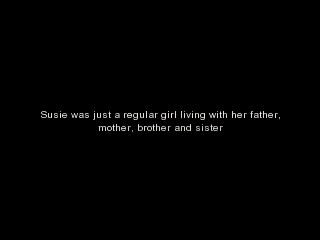 Susie was just a regular girl living with her father,
mother, brother and sister